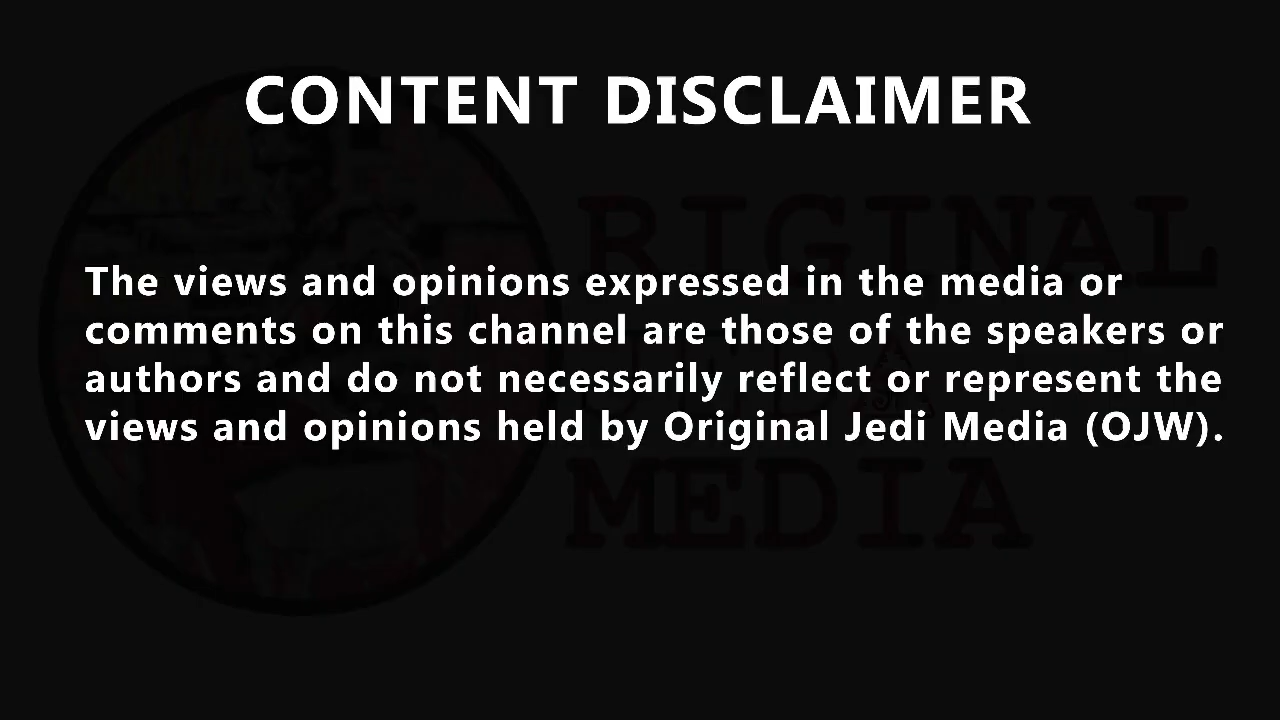 CONTENT DISCLAIMER
RIGINAL
The views and opinions expressed in the media or
comments on this channel are those of the speakers or
authors and do not necessarily reflect or represent the
views and opinions held by Original Jedi Media (OJW).
MEDIA